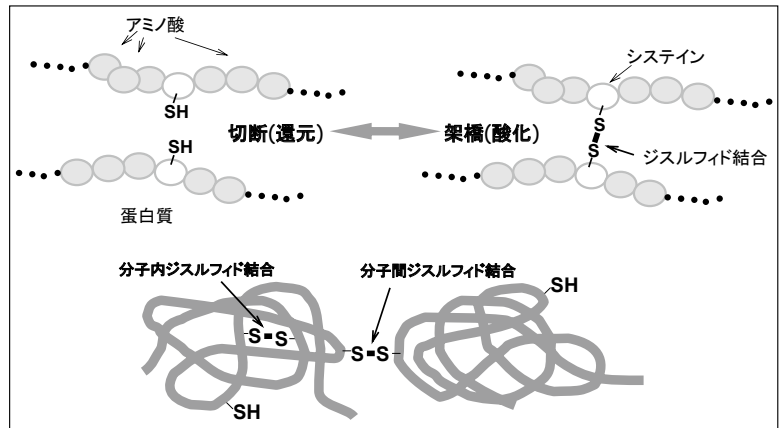 アミノ酸
システイン
SH
切断(還元)
架橋(酸化)
S
S
SH
ジスルフィド結合
蛋白質
分子内ジスルフィド結合
分子間ジスルフィド結合
SH
S-S
S-S
SH